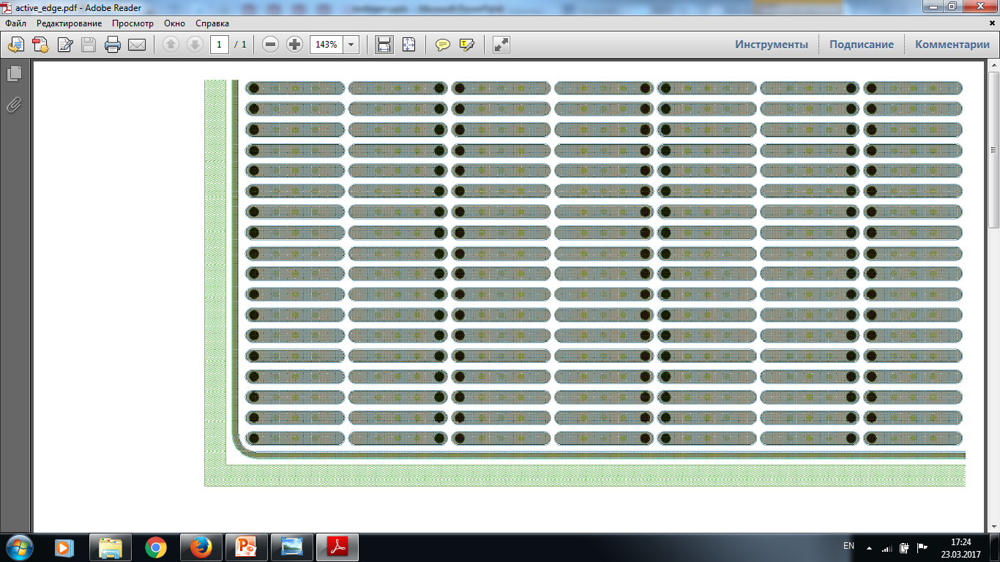 active_edge.pdf - Adobe Reader
Файл Редактирование Просмотр Окно Справка
1 / 1 143% Инструменты Подписание Комментарии
EN 17:24
23.03.2017